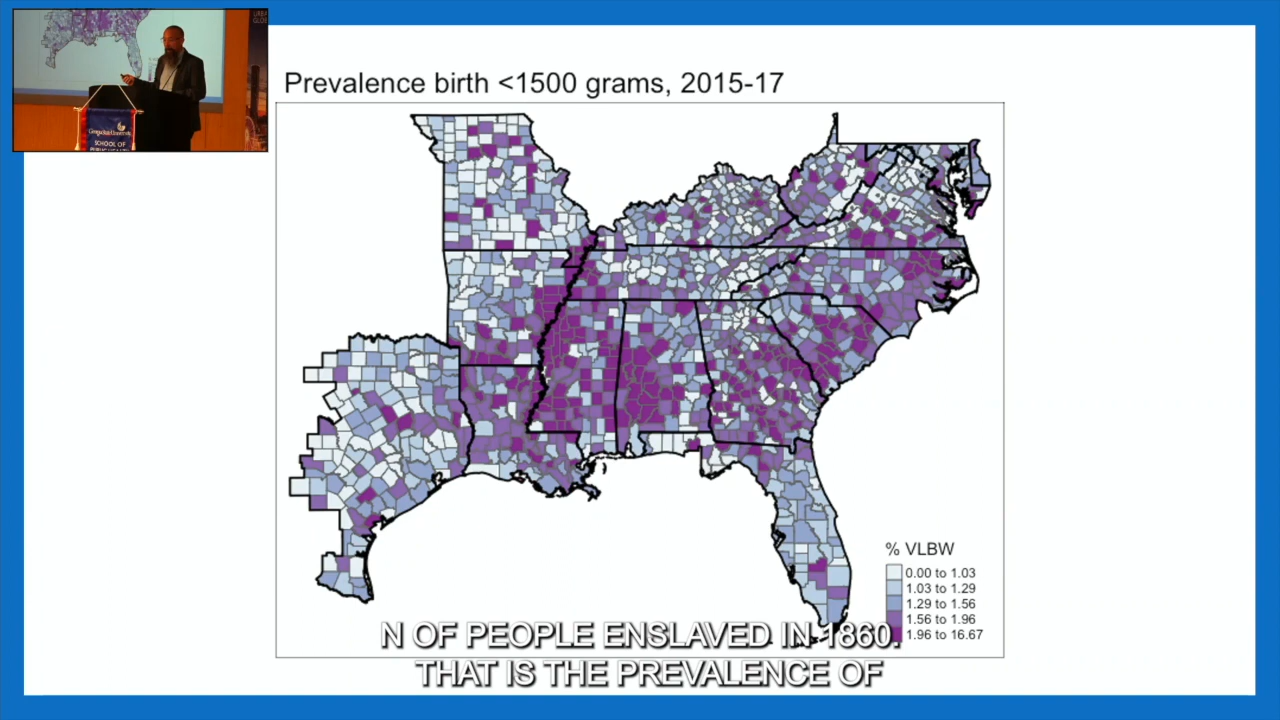 Prevalence birth <1500 grams, 2015-17
SCHOOL OF
% VLBW
0.00 to 1.03
1.03 to 1.29
1.29 to 1.56
1.56 to 1.96
1.96 to 16.67
N OF PEOPLE ENSLAVED IN 1860.
THAT IS THE PREVALENCE OF